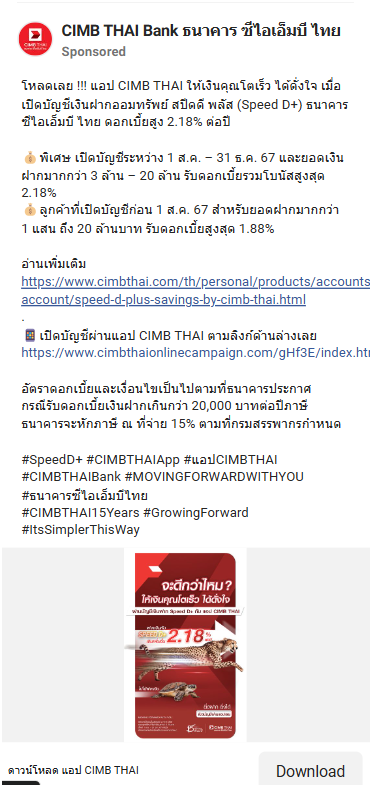 CIMB THAI Bank ธนาคาร ซีไอเอ็มบี ไทย
Sponsored
โหลดเลย !!! แอป CIMB THAI ให้เงินคุณโตเร็ว ได้ดั่งใจ เมื่อ
เปิดบัญชีเงินฝากออมทรัพย์ สปีดดี พลัส (Speed D+) ธนาคาร
ซีไอเอ็มบี ไทย ดอกเบี้ยสูง 2.18% ต่อปี
💰 พิเศษ เปิดบัญชีระหว่าง 1 ส.ค. – 31 ธ.ค. 67 และยอดเงิน
ฝากมากกว่า 3 ล้าน – 20 ล้าน รับดอกเบี้ยรวมโบนัสสูงสุด
2.18%
💰 ลูกค้าที่เปิดบัญชีก่อน 1 ส.ค. 67 สำหรับยอดฝากมากกว่า
1 แสน ถึง 20 ล้านบาท รับดอกเบี้ยสูงสุด 1.88%
อ่านเพิ่มเติม
https://www.cimbthai.com/th/personal/products/accounts
account/speed-d-plus-savings-by-cimb-thai.html
.
📱 เปิดบัญชีผ่านแอป CIMB THAI ตามลิงก์ด้านล่างเลย
https://www.cimbthaionlinecampaign.com/gHf3E/index.htm
อัตราดอกเบี้ยและเงื่อนไขเป็นไปตามที่ธนาคารประกาศ
กรณีรับดอกเบี้ยเงินฝากเกินกว่า 20,000 บาทต่อปีภาษี
ธนาคารจะหักภาษี ณ ที่จ่าย 15% ตามที่กรมสรรพากรกำหนด
#SpeedD+ #CIMBTHAIApp #แอปCIMBTHAI
#CIMBTHAIBank #MOVINGFORWARDWITHYOU
#ธนาคารซีไอเอ็มบีไทย
#CIMBTHAI15Years #GrowingForward
#ItsSimplerThisWay
จะดีกว่าไหม?
ให้เงินคุณโตเร็ว ได้ดั่งใจ
ผ่านบัญชีเงินฝาก Speed D+ กับ แอป CIMB THAI
SPEED D+
2.18%
CIMB THAI
ดาวน์โหลด แอป CIMB THAI
Download